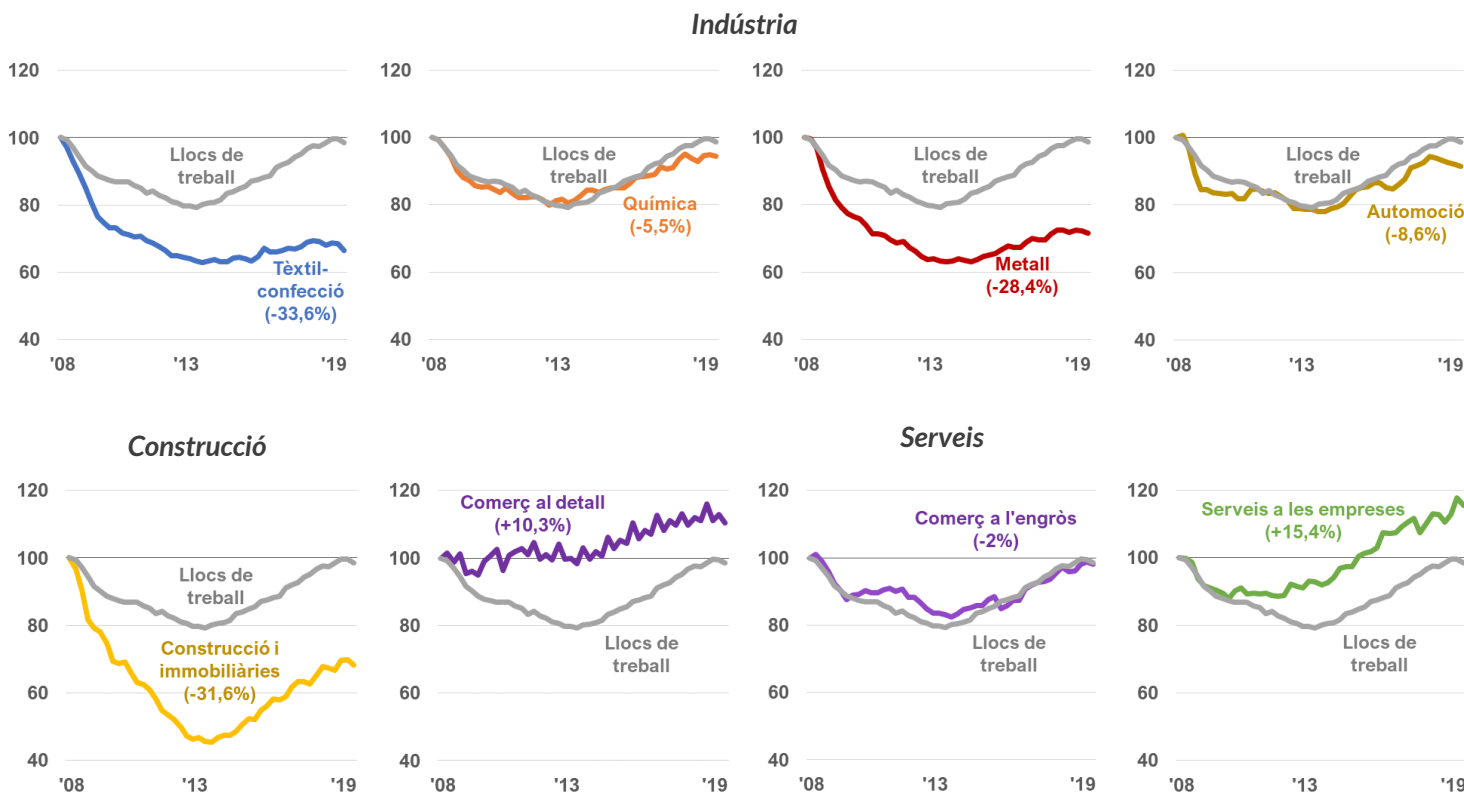 Indústria
120
100
80
60
40
Llocs de
treball
Tèxtil-
confecció
(-33,6%)
'08
'13
'19
120
100
80
60
40
Llocs de
treball
Química
(-5,5%)
'08
'13
'19
120
100
80
60
40
Llocs de
treball
Metall
(-28,4%)
'08
'13
'19
120
100
80
60
40
Llocs de
treball
Automoció
(-8,6%)
'08
'13
'19
Construcció
120
100
80
60
40
Llocs de
treball
Construcció i
immobiliàries
(-31,6%)
'08
'13
'19
Serveis
120
100
80
60
40
Comerç al detall
(+10,3%)
Llocs de
treball
'08
'13
'19
120
100
80
60
40
Comerç a l'engròs
(-2%)
Llocs de
treball
'08
'13
'19
120
100
80
60
40
Serveis a les empreses
(+15,4%)
Llocs de
treball
'08
'13
'19